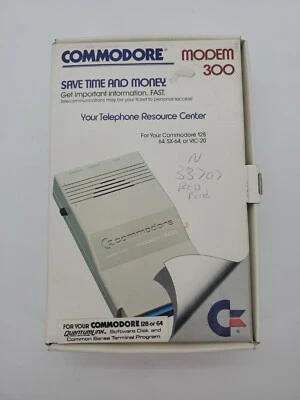 COMMODORE®
MODEM
300
SAVE TIME AND MONEY
Get important information. FAST.
Telecommunications may be your ticket to personal success!
Your Telephone Resource Center
For Your Commodore 128
64, SX-64, or VIC-20
N
33707
RED
commodore
FOR YOUR COMMODORE 128 or 64
QUANTUMLINK Software Disk and
Common Sense Terminal Program